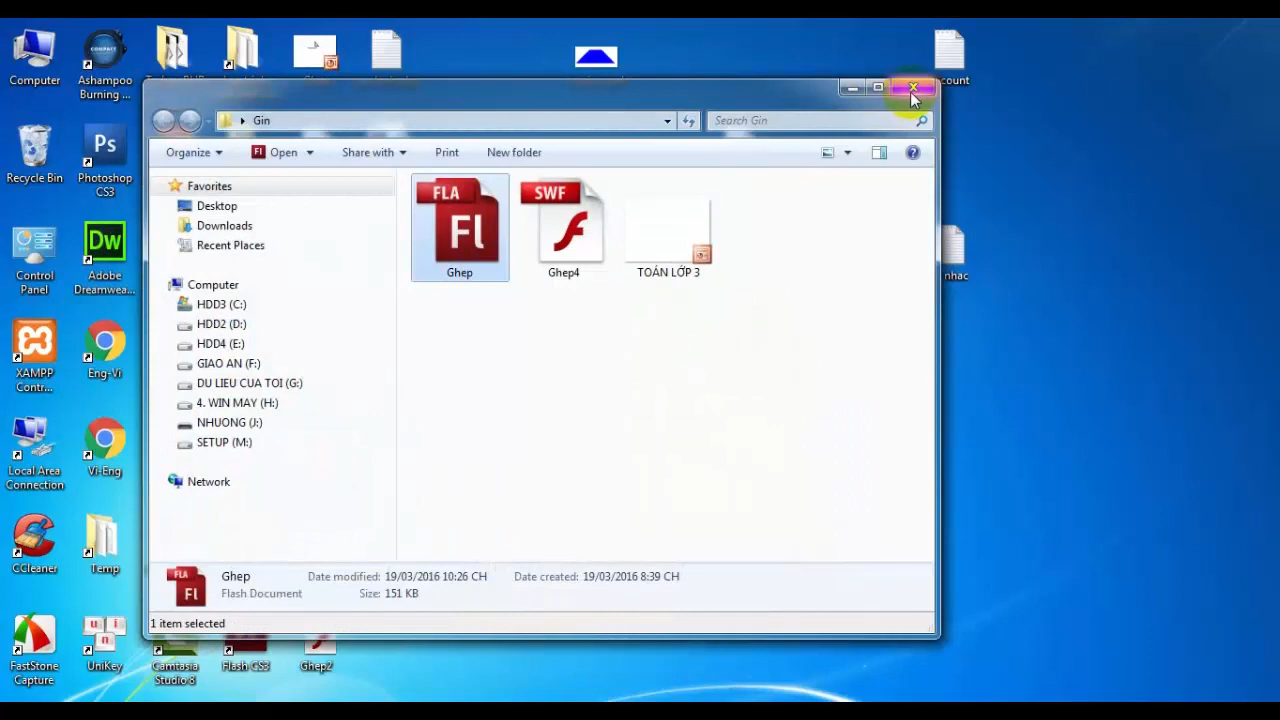 Computer
Ashampoo
Burning ...
count
Gin
Search Gin
Organize
Open
Share with
Print
New folder
Recycle Bin
Ps
Photoshop
CS3
Favorites
Desktop
Downloads
Recent Places
FLA
Fl
Ghep
SWF
Ghep4
TOÁN LỚP 3
Control
Panel
Dw
Adobe
Dreamwea...
nhac
Computer
HDD3 (C:)
HDD2 (D:)
HDD4 (E:)
GIAO AN (F:)
DU LIEU CUA TOI (G:)
4. WIN MAY (H:)
NHUONG (J:)
SETUP (M:)
Network
XAMPP
Contr...
Eng-Vi
Local Area
Connection
Vi-Eng
CCleaner
Temp
FLA
Fl
Ghep
Date modified: 19/03/2016 10:26 CH
Date created: 19/03/2016 8:39 CH
Flash Document
Size: 151 KB
1 item selected
FastStone
Capture
UniKey
Camtasia
Studio 8
Flash CS3
Ghep2